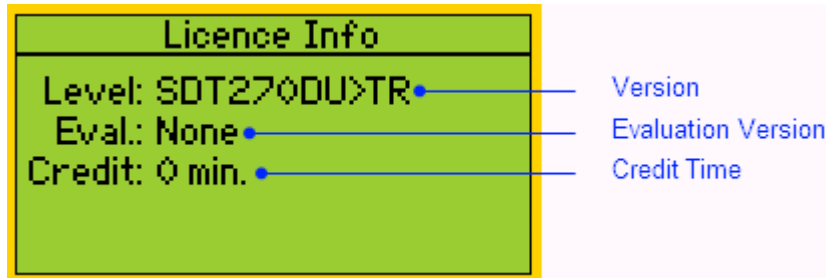 Licence Info
Level: SDT270DU>TR
Version
Eval.: None
Evaluation Version
Credit: 0 min.
Credit Time